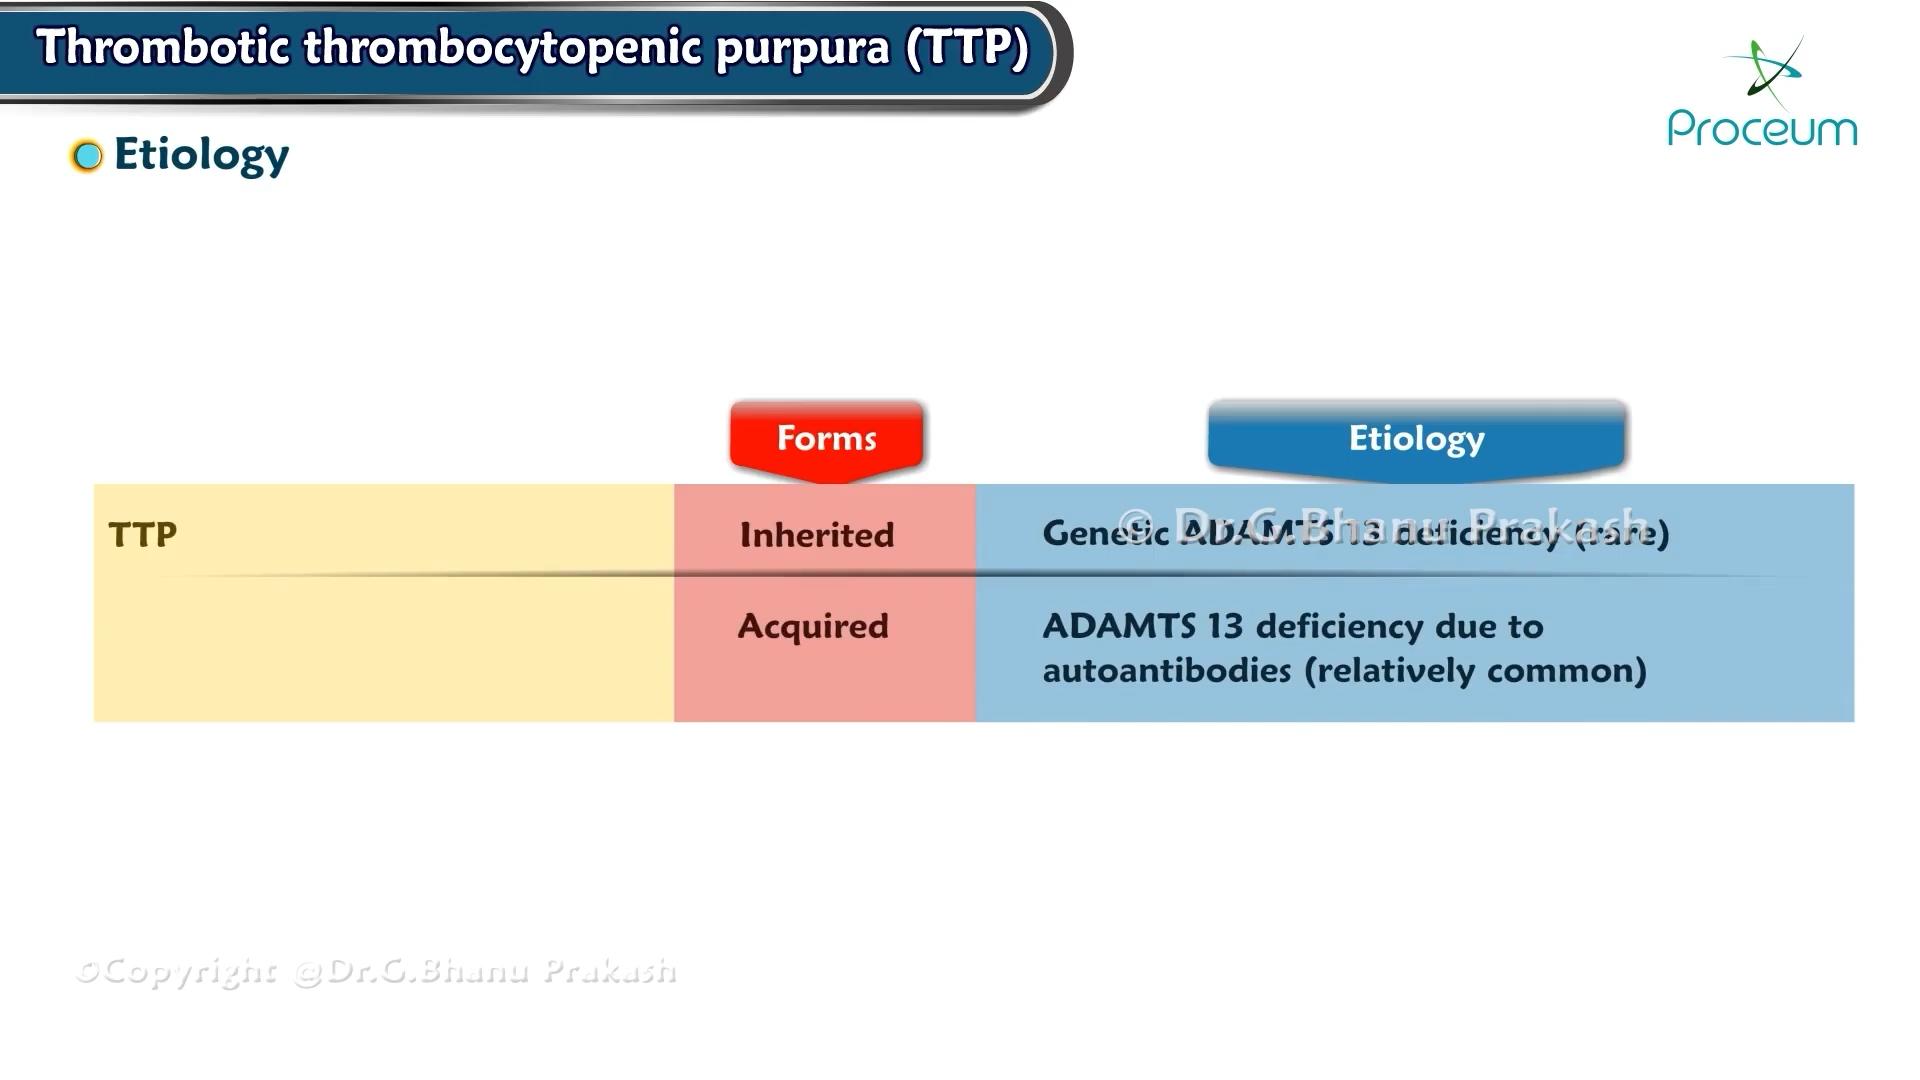 Thrombotic thrombocytopenic purpura (TTP)
Proceum
Etiology
Forms
Etiology
TTP
Inherited
Genetic ADAMTS 13 deficiency (rare)
© Dr.G.Bhanu Prakash
Acquired
ADAMTS 13 deficiency due to
autoantibodies (relatively common)
©Copyright @Dr.G.Bhanu Prakash